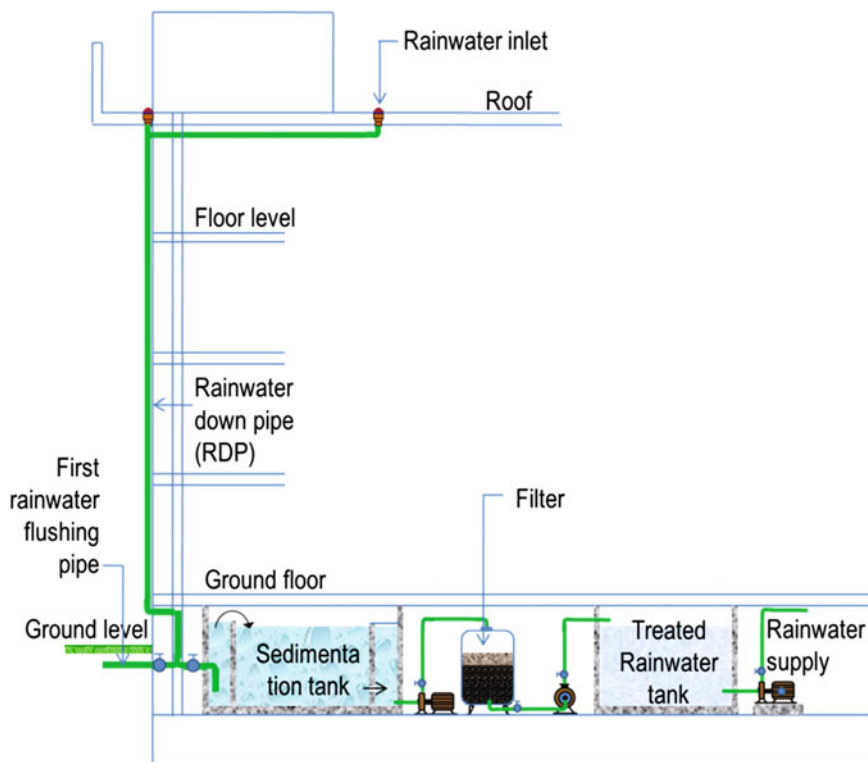 Rainwater inlet
Roof
Floor level
Rainwater
down pipe
(RDP)
First
rainwater
flushing
pipe
Filter
Ground floor
Ground level
Sedimenta
tion tank
Treated
Rainwater
tank
Rainwater
supply